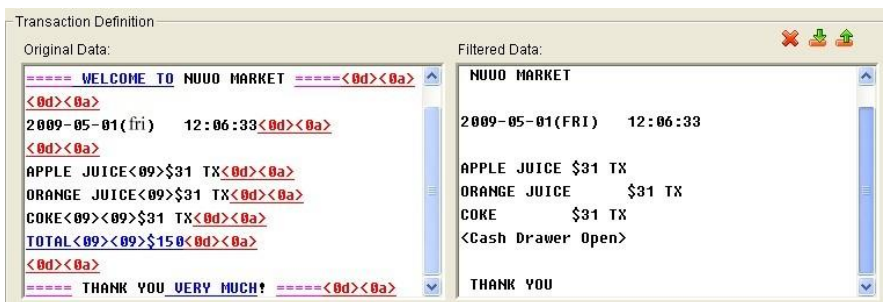 Transaction Definition
Original Data:
===== WELCOME TO NUUO MARKET =====<0d><0a>
<0d><0a>
2009-05-01(fri) 12:06:33<0d><0a>
<0d><0a>
APPLE JUICE<09>$31 TX<0d><0a>
ORANGE JUICE<09>$31 TX<0d><0a>
COKE<09><09>$31 TX<0d><0a>
TOTAL<09><09>$150<0d><0a>
<0d><0a>
===== THANK YOU VERY MUCH! =====<0d><0a>
Filtered Data:
NUUO MARKET
2009-05-01(FRI) 12:06:33
APPLE JUICE $31 TX
ORANGE JUICE $31 TX
COKE $31 TX
<Cash Drawer Open>
THANK YOU